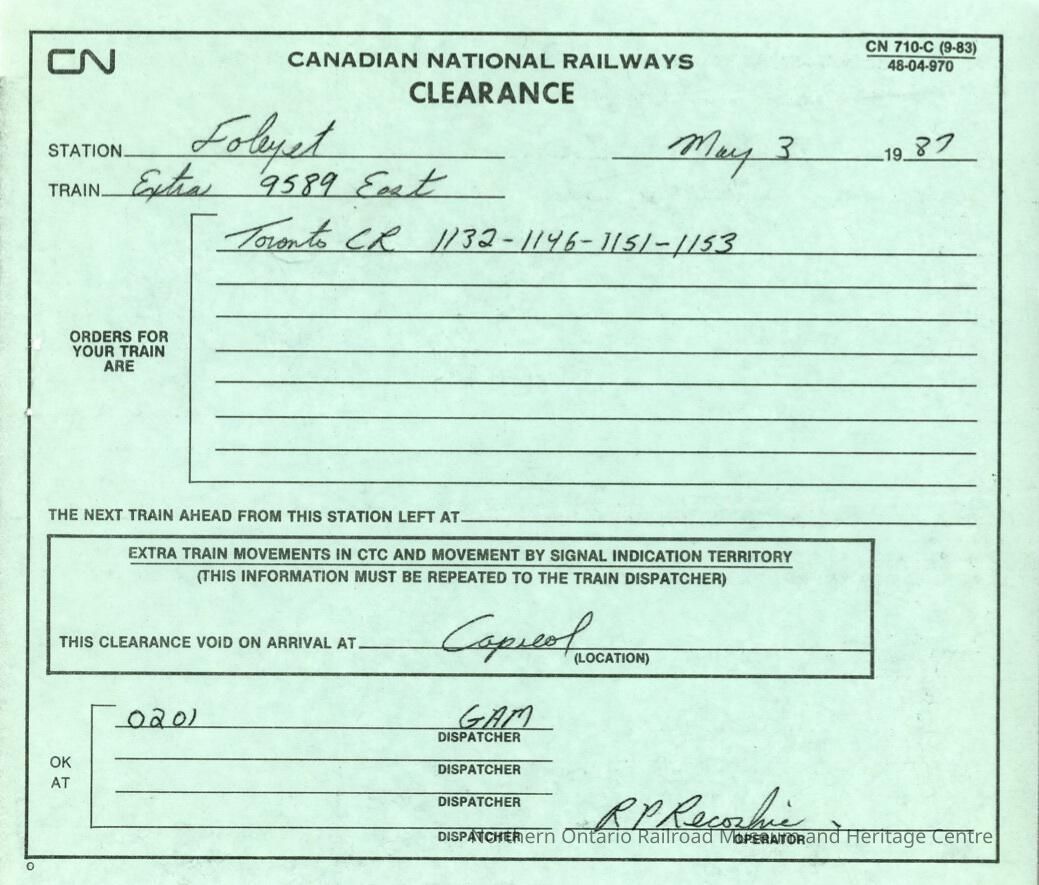 CN
CANADIAN NATIONAL RAILWAYS
CLEARANCE
CN 710-C (9-83)
48-04-970
STATION Foleyet May 3 19 87
TRAIN Extra 9589 East
ORDERS FOR YOUR TRAIN ARE
Toronto CR 1132-1146-1151-1153
THE NEXT TRAIN AHEAD FROM THIS STATION LEFT AT
EXTRA TRAIN MOVEMENTS IN CTC AND MOVEMENT BY SIGNAL INDICATION TERRITORY
(THIS INFORMATION MUST BE REPEATED TO THE TRAIN DISPATCHER)
THIS CLEARANCE VOID ON ARRIVAL AT Capreol
(LOCATION)
OK AT
0201 GAM
DISPATCHER
DISPATCHER
DISPATCHER
R P
DISPATCHER OPERATOR
Northern Ontario Railroad Museum and Heritage Centre